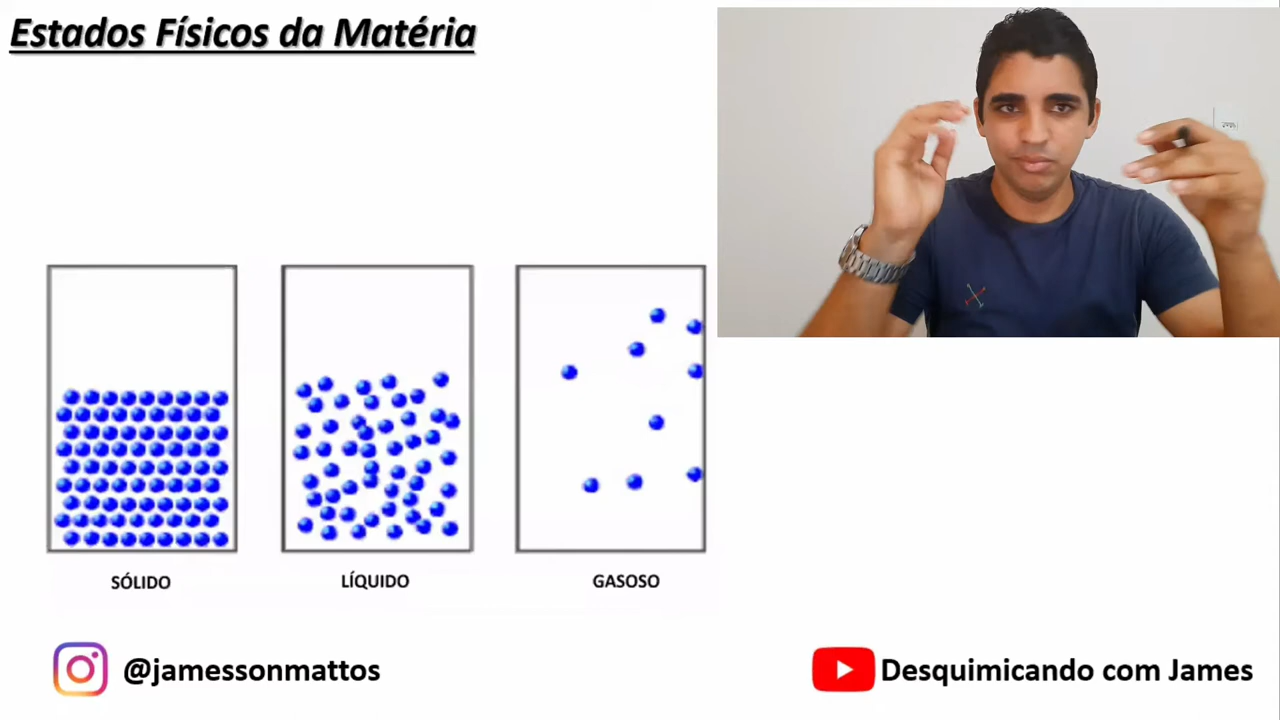 Estados Físicos da Matéria
SÓLIDO
LÍQUIDO
GASOSO
@jamessonmattos
Desquimicando com James